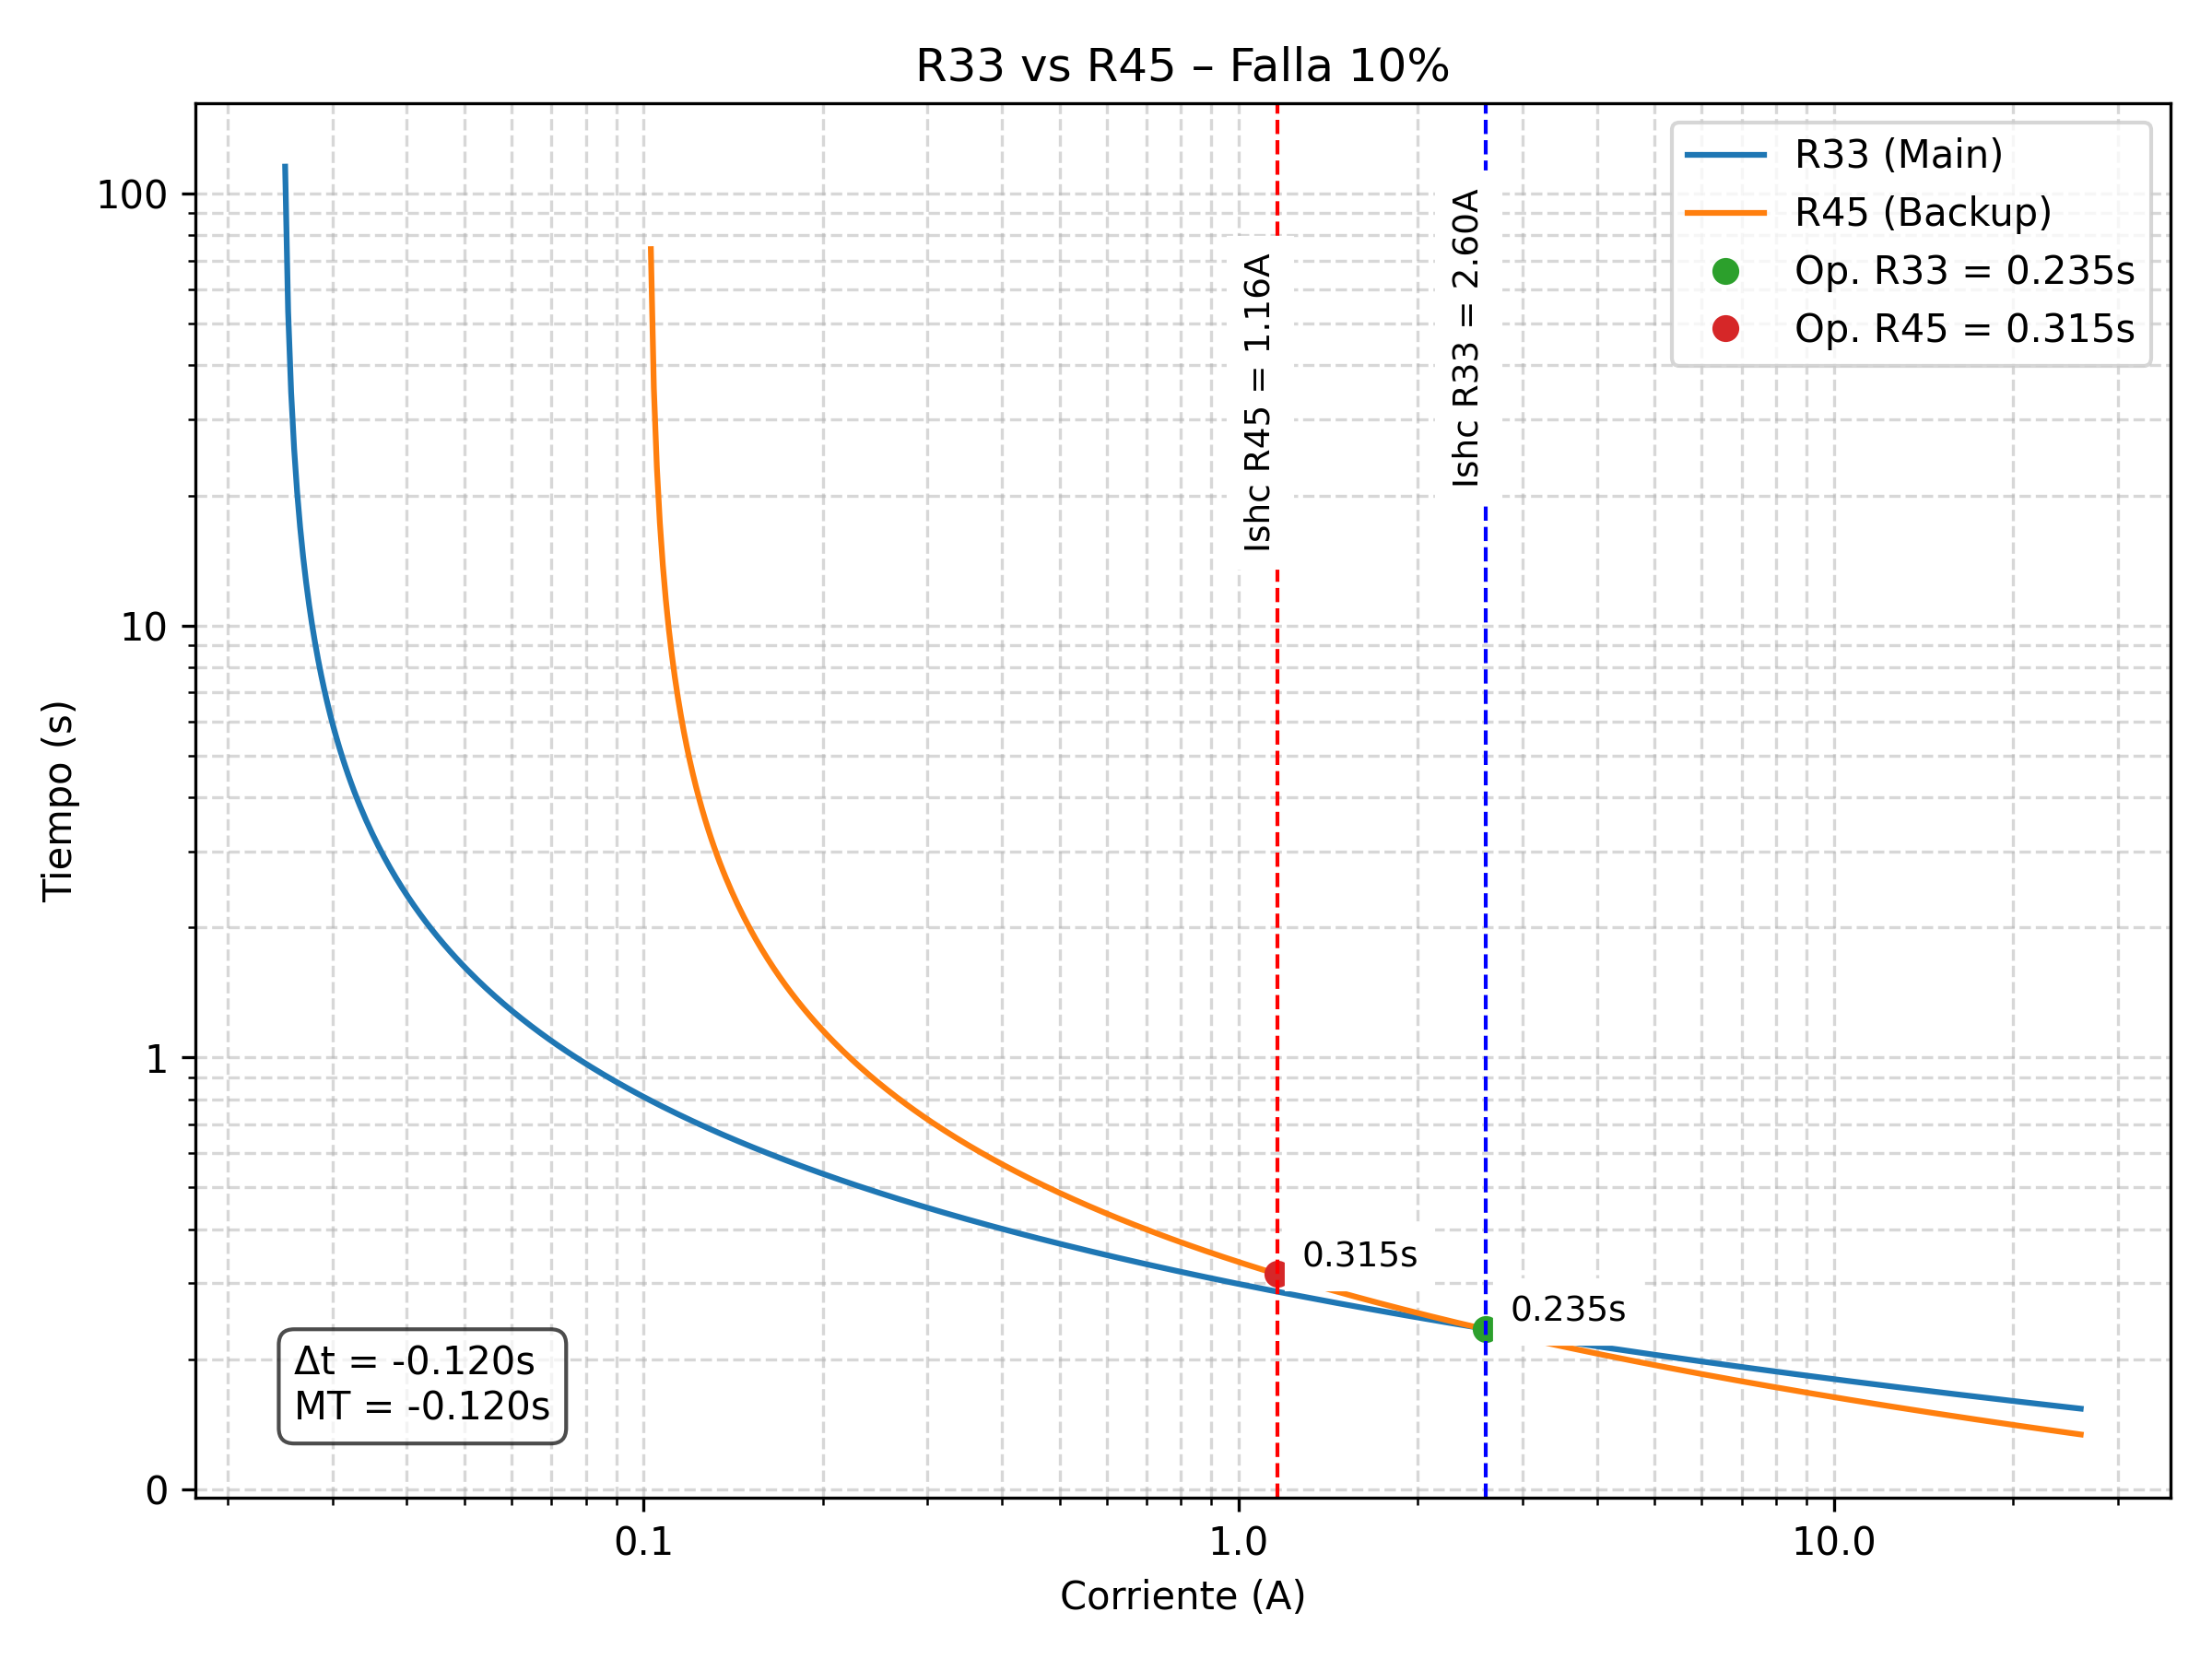 R33 vs R45 – Falla 10%
R33 (Main)
R45 (Backup)
Op. R33 = 0.235s
Op. R45 = 0.315s
Ishc R45 = 1.16A
Ishc R33 = 2.60A
100
10
1
0
Tiempo (s)
0.315s
0.235s
Δt = -0.120s
MT = -0.120s
0.1
1.0
10.0
Corriente (A)